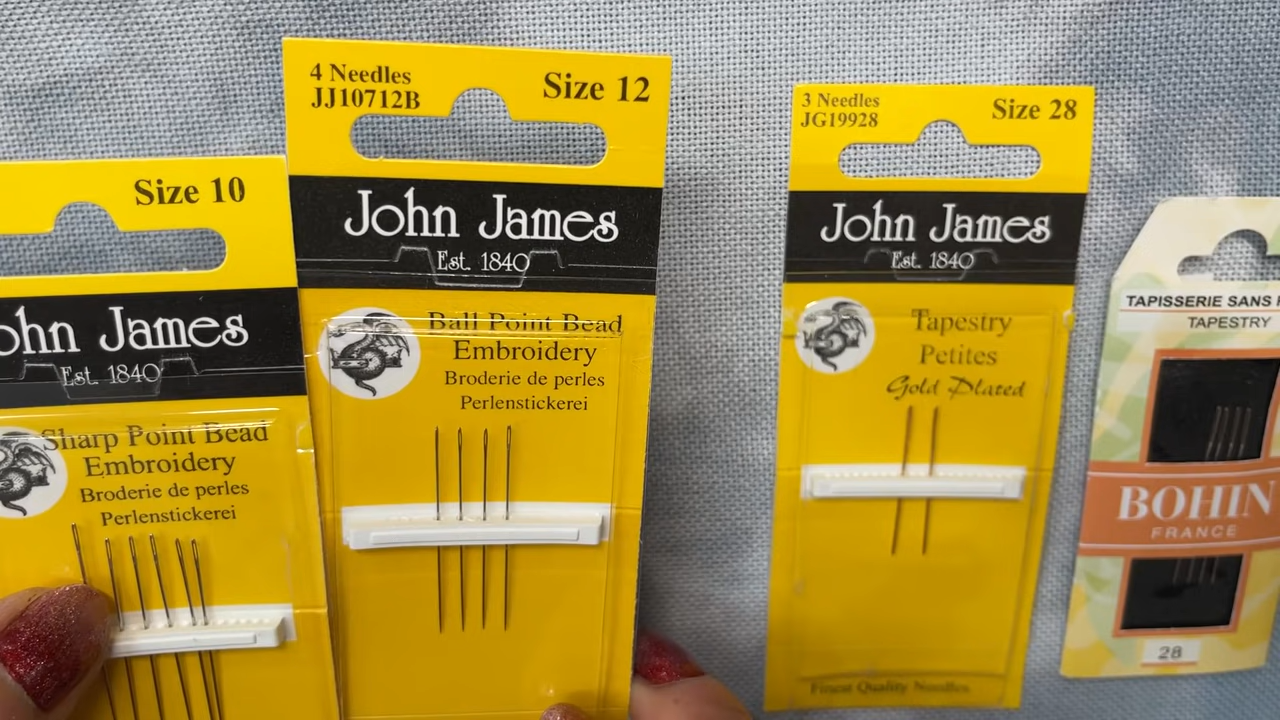 Size 10
ohn James
Est. 1840
Sharp Point Bead
Embroidery
Broderie de perles
Perlenstickerei
4 Needles
JJ10712B
Size 12
John James
Est. 1840
Ball Point Bead
Embroidery
Broderie de perles
Perlenstickerei
3 Needles
JG19928
Size 28
John James
Est. 1840
Tapestry
Petites
Gold Plated
Finest Quality Needles
TAPISSERIE SANS
TAPESTRY
BOHIN
FRANCE
28